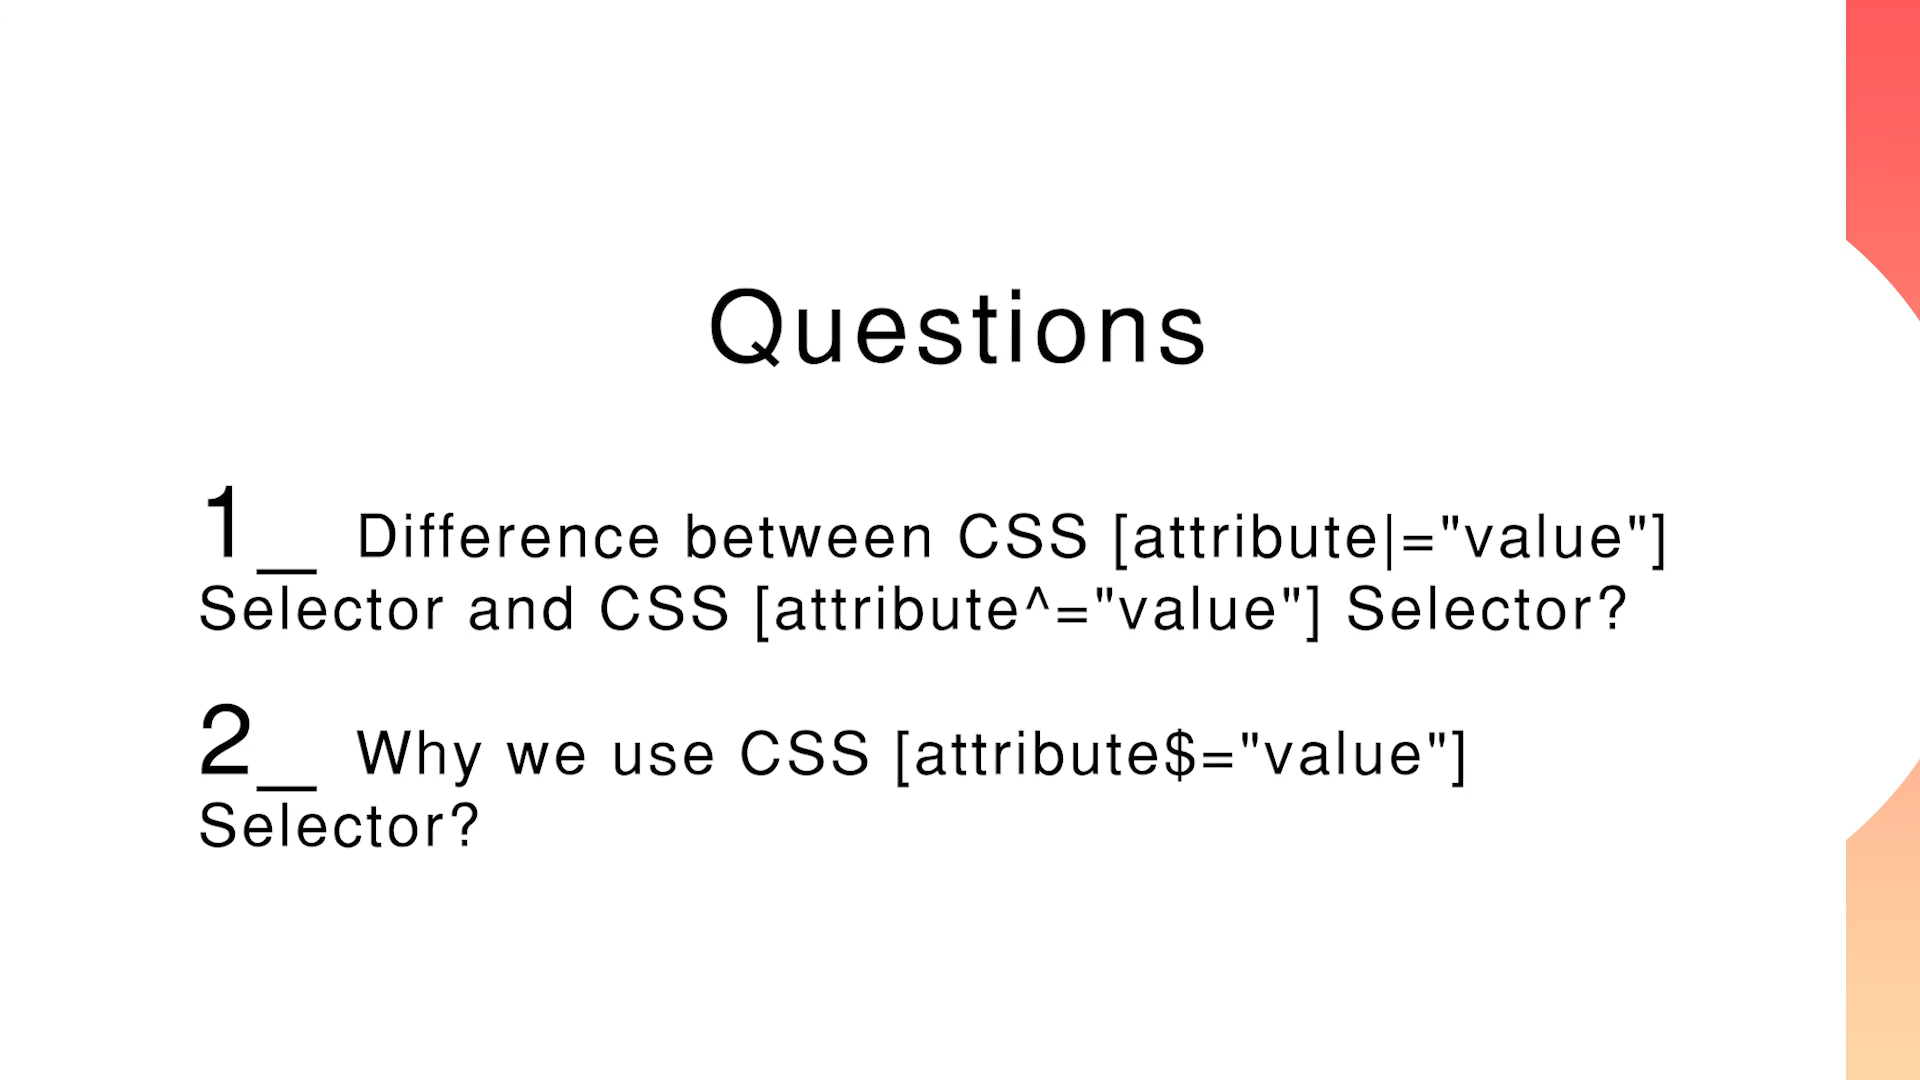 Questions
1_ Difference between CSS [attribute|="value"]
Selector and CSS [attribute^="value"] Selector?
2_ Why we use CSS [attribute$="value"]
Selector?